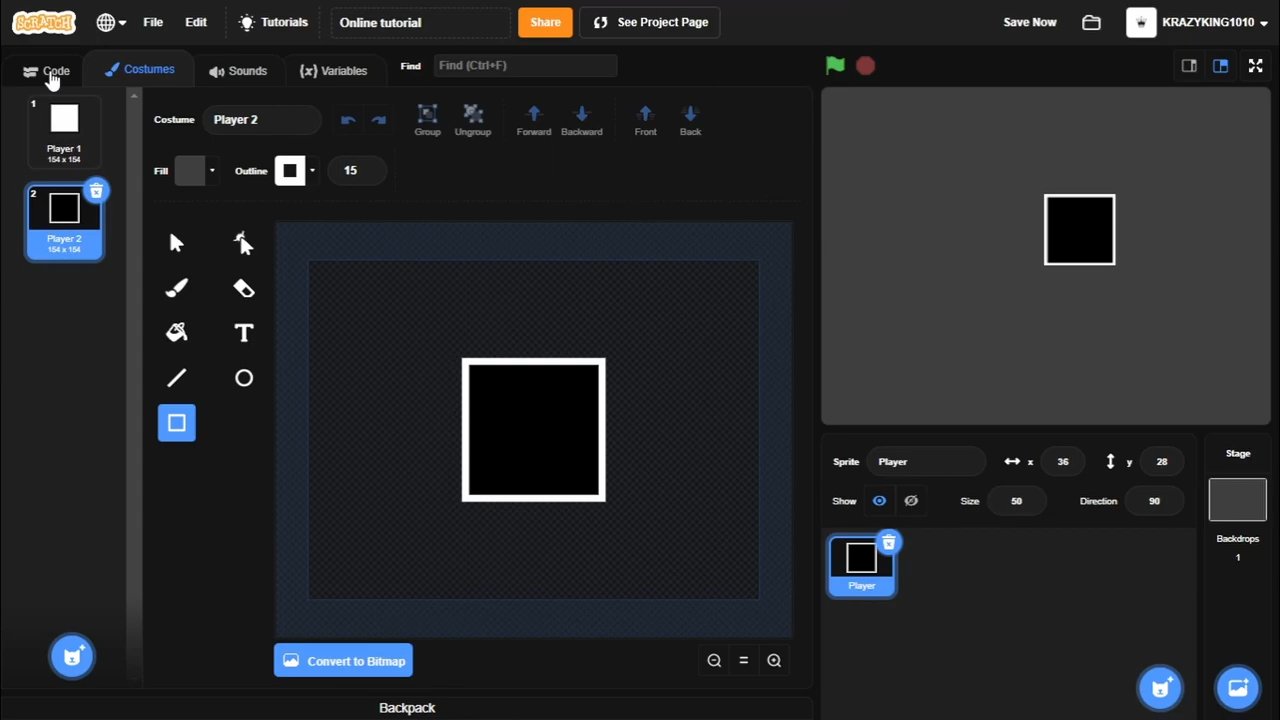 SCRATCH File Edit Tutorials Online tutorial Share See Project Page Save Now KRAZYKING1010
Code Costumes Sounds (x) Variables Find Find (Ctrl+F)
1
Player 1
154 x 154
2
Player 2
154 x 154
Costume Player 2 Group Ungroup Forward Backward Front Back
Fill Outline 15
T
Convert to Bitmap
=
Backpack
Sprite Player x 36 y 28
Show Size 50 Direction 90
Player
Stage
Backdrops
1